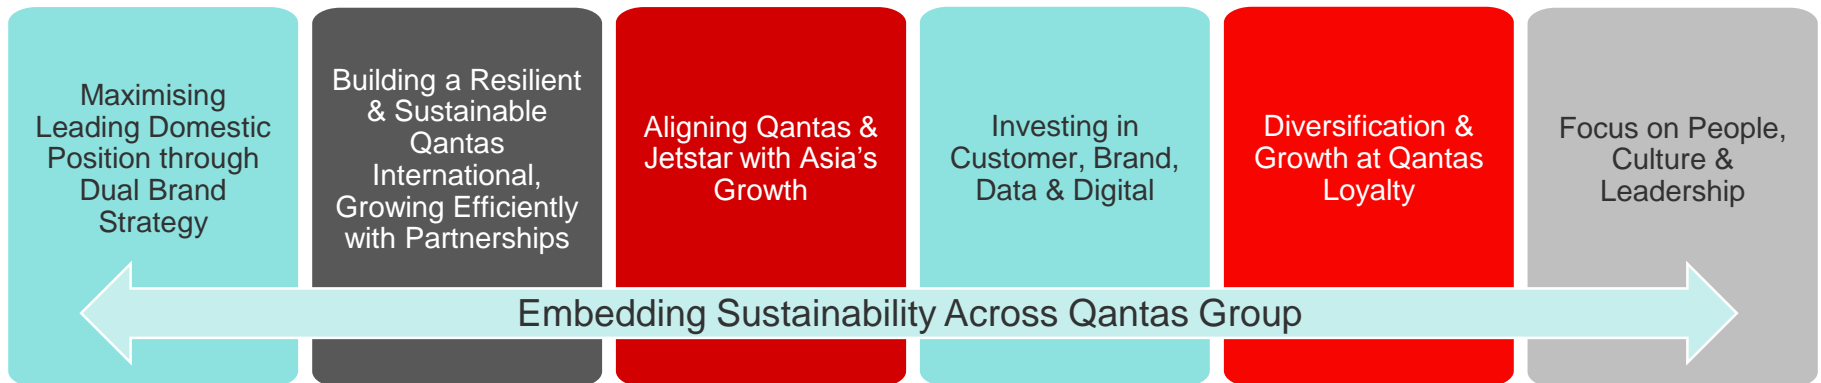 Maximising
Leading Domestic
Position through
Dual Brand
Strategy
Building a Resilient
& Sustainable
Qantas
International,
Growing Efficiently
with Partnerships
Aligning Qantas &
Jetstar with Asia's
Growth
Investing in
Customer, Brand,
Data & Digital
Diversification &
Growth at Qantas
Loyalty
Focus on People,
Culture &
Leadership
Embedding Sustainability Across Qantas Group